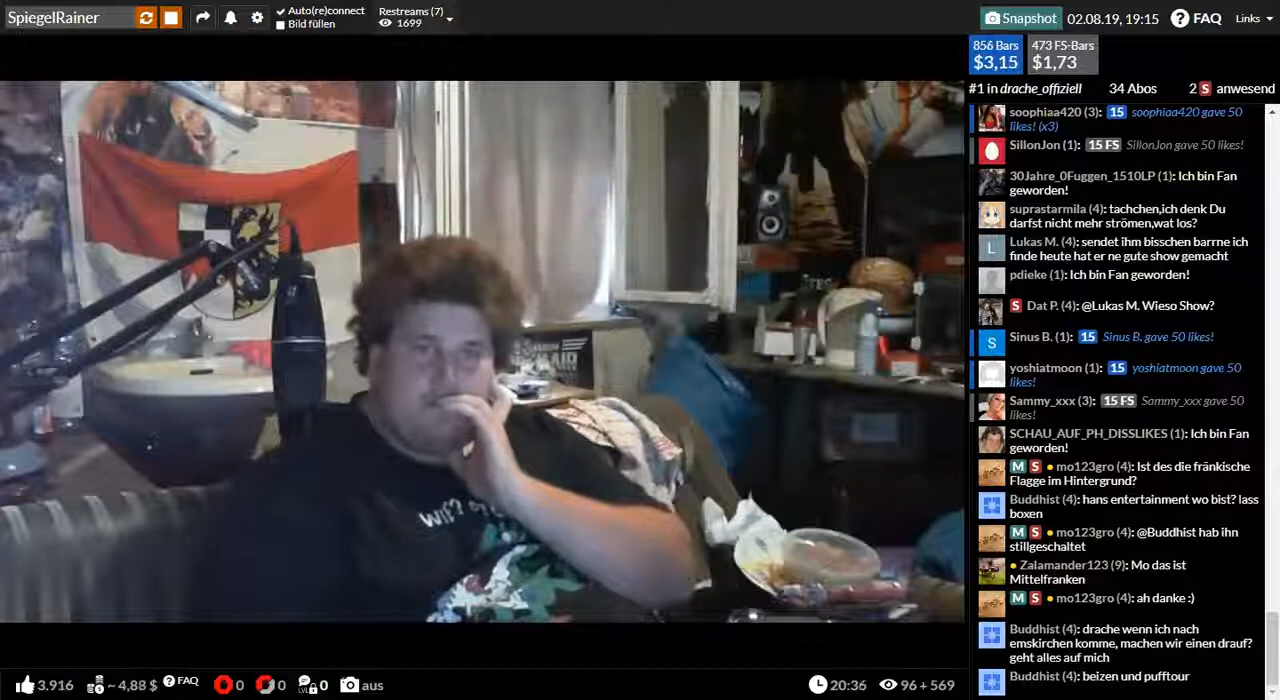 SpiegelRainer
Auto(re)connect
Bild füllen
Restreams (7)
1699
Snapshot
02.08.19, 19:15
FAQ
Links
856 Bars
$3,15
473 FS-Bars
$1,73
#1 in drache_offiziell
34 Abos
2 S anwesend
soophiaa420 (3): 15 soophiaa420 gave 50
likes! (x3)
SillonJon (1): 15 FS SillonJon gave 50 likes!
30Jahre_0Fuggen_1510LP (1): Ich bin Fan
geworden!
suprastarmila (4): tachchen,ich denk Du
darfst nicht mehr strömen,wat los?
L
Lukas M. (4): sendet ihm bisschen barrne ich
finde heute hat er ne gute show gemacht
pdieke (1): Ich bin Fan geworden!
S Dat P. (4): @Lukas M. Wieso Show?
S
Sinus B. (1): 15 Sinus B. gave 50 likes!
yoshiatmoon (1): 15 yoshiatmoon gave 50
likes!
Sammy_xxx (3): 15 FS Sammy_xxx gave 50
likes!
SCHAU_AUF_PH_DISSLIKES (1): Ich bin Fan
geworden!
M S mo123gro (4): Ist des die fränkische
Flagge im Hintergrund?
Buddhist (4): hans entertainment wo bist? lass
boxen
M S mo123gro (4): @Buddhist hab ihn
stillgeschaltet
Zalamander123 (9): Mo das ist
Mittelfranken
M S mo123gro (4): ah danke :)
Buddhist (4): drache wenn ich nach
emskirchen komme, machen wir einen drauf?
geht alles auf mich
Buddhist (4): beizen und pufftour
3.916
~ 4,88 $
FAQ
0
0
LVL
0
aus
20:36
96 + 569